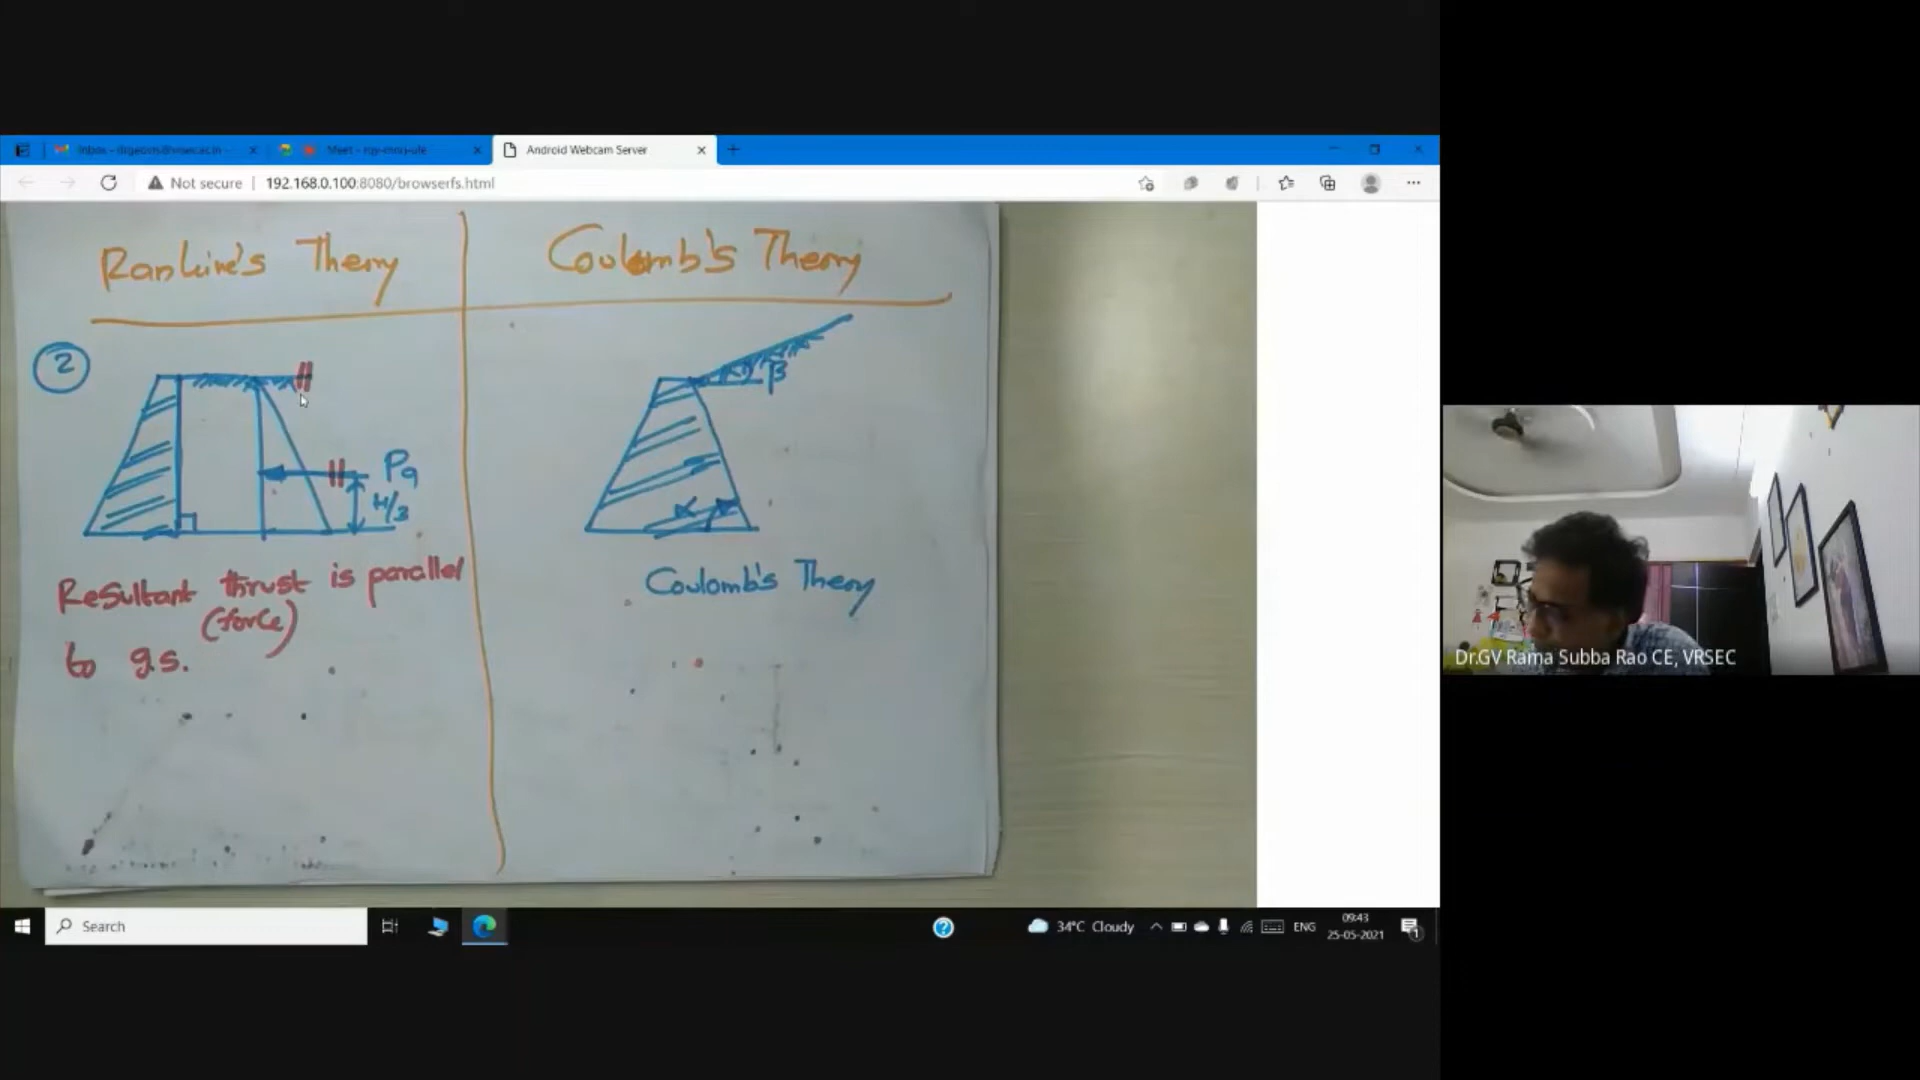 Meet - 
Android Webcam Server
Not secure | 192.168.0.100:8080/browserfs.html
Rankine's Theory
Coulomb's Theory
2
β
Pa
H/3
α
Resultant thrust is parallel
(force)
to g.s.
Coulomb's Theory
Dr.GV Rama Subba Rao CE, VRSEC
Search
34°C Cloudy
ENG
09:43
25-05-2021
1